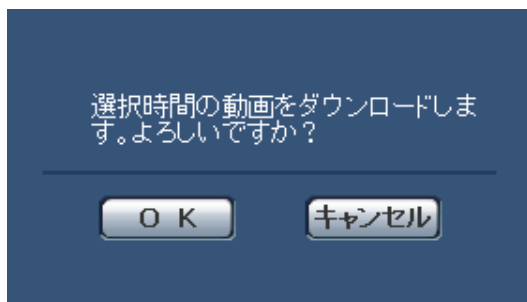 選択時間の動画をダウンロードしま
す。よろしいですか？
ＯＫ
キャンセル